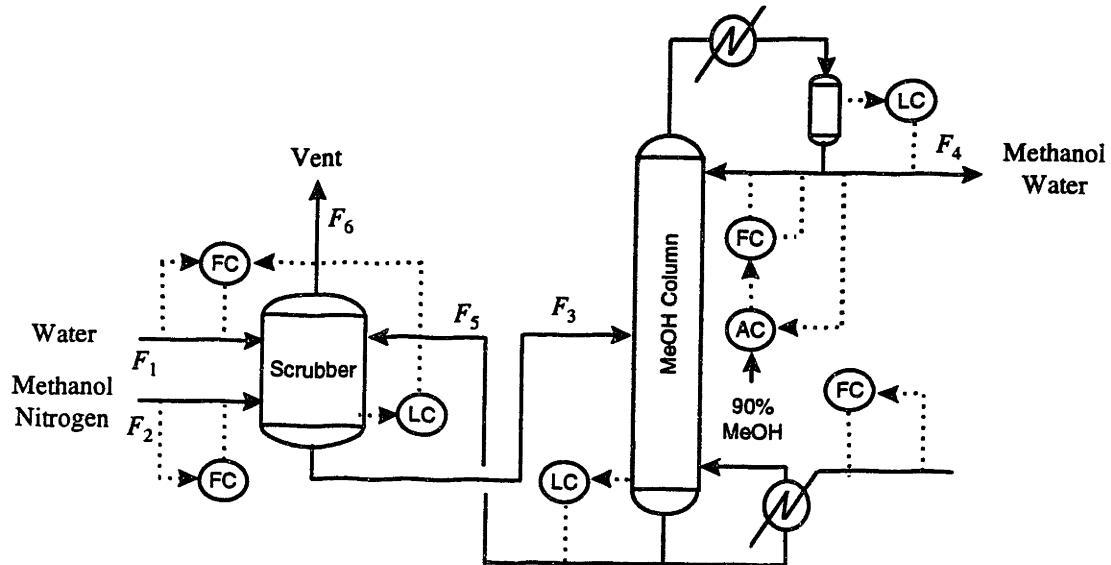 LC
F4
Methanol
Water
Vent
F6
FC
FC
MeOH Column
F5
F3
Water
F1
Scrubber
AC
Methanol
Nitrogen
F2
LC
90%
MeOH
FC
FC
LC